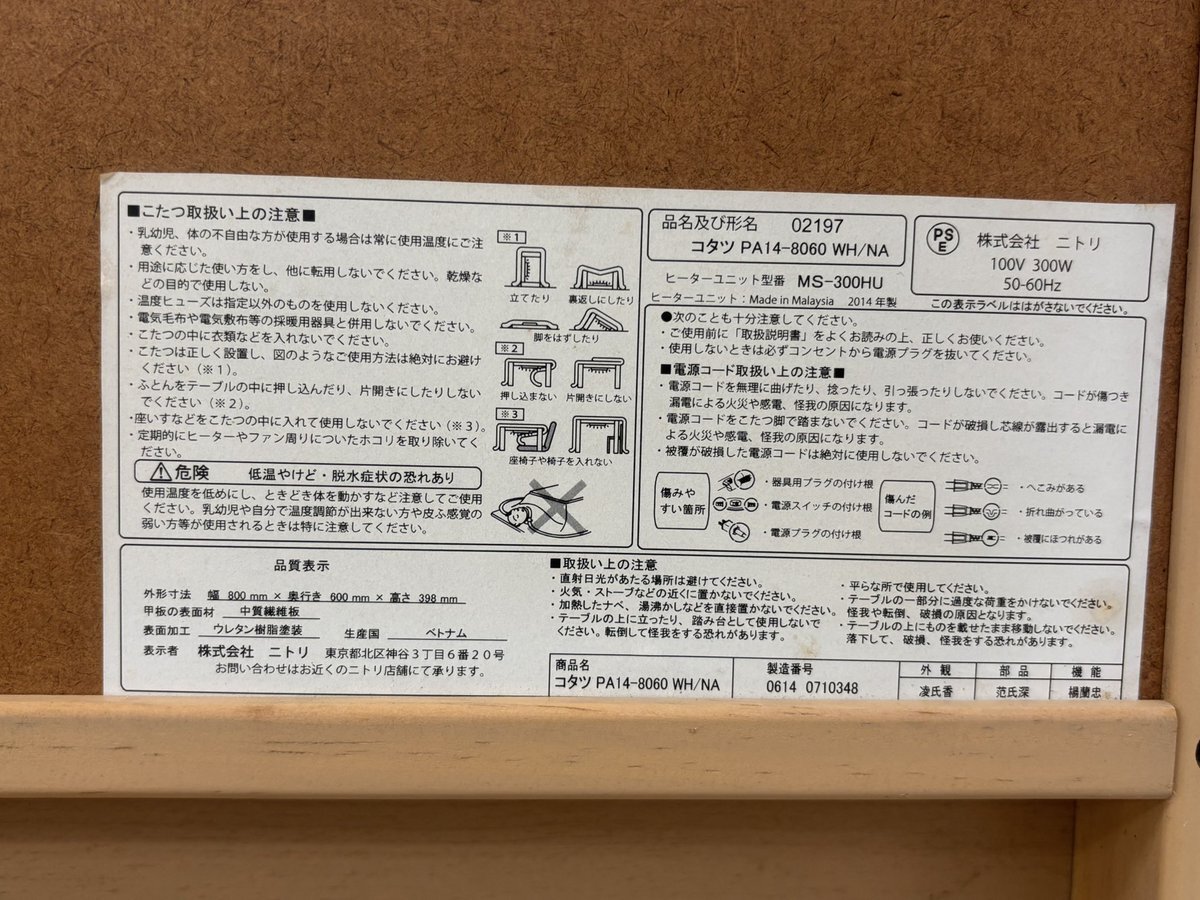 ■こたつ取扱い上の注意■
・乳幼児、体の不自由な方が使用する場合は常に使用温度にご注
意ください。
・用途に応じた使い方をし、他に転用しないでください。乾燥な
どの目的で使用しない。
・温度ヒューズは指定以外のものを使用しないください。
・電気毛布や電気敷布等の採暖用器具と併用しないでください。
・こたつの中に衣類などを入れないでください。
・こたつは正しく設置し、図のようなご使用方法は絶対にお避け
ください(※1)。
・ふとんをテーブルの中に押し込んだり、片開きにしたりしない
でください(※2)。
・座いすなどをこたつの中に入れて使用しないでください(※3)。
・定期的にヒーターやファン周りについたホコリを取り除いてく
ださい。
※1
立てたり
裏返しにしたり
脚をはずしたり
※2
押し込まない
片開きにしない
※3
座椅子や椅子を入れない
危険 低温やけど・脱水症状の恐れあり
使用温度を低めにし、ときどき体を動かすなど注意してご使用
ください。乳幼児や自分で温度調節が出来ない方や皮ふ感覚の
弱い方等が使用されるときは特に注意してください。
品名及び形名 02197
コタツ PA14-8060 WH/NA
ヒーターユニット型番 MS-300HU
ヒーターユニット:Made in Malaysia 2014年製
PSE
株式会社 ニトリ
100V 300W
50-60Hz
この表示ラベルははがさないでください。
●次のことも十分注意してください。
・ご使用前に「取扱説明書」をよくお読みの上、正しくお使いください。
・使用しないときは必ずコンセントから電源プラグを抜いてください。
■電源コード取扱い上の注意■
・電源コードを無理に曲げたり、捻ったり、引っ張ったりしないでください。コードが傷つき
漏電による火災や感電、怪我の原因になります。
・電源コードをこたつ脚で踏まないでください。コードが破損し芯線が露出すると漏電に
よる火災や感電、怪我の原因になります。
・被覆が破損した電源コードは絶対に使用しないでください。
傷みや
すい箇所
・器具用プラグの付け根
・電源スイッチの付け根
・電源プラグの付け根
傷んだ
コードの例
・へこみがある
・折れ曲がっている
・被覆にほつれがある
品質表示
外形寸法 幅 800 mm × 奥行き 600 mm × 高さ 398 mm
甲板の表面材 中質繊維板
表面加工 ウレタン樹脂塗装 生産国 ベトナム
表示者 株式会社 ニトリ 東京都北区神谷3丁目6番20号
お問い合わせはお近くのニトリ店舗にて承ります。
■取扱い上の注意
・直射日光があたる場所は避けてください。
・火気・ストーブなどの近くに置かないでください。
・加熱したナベ、湯沸かしなどを直接置かないでください。
・テーブルの上に立ったり、踏み台として使用しないで
ください。転倒して怪我をする恐れがあります。
・平らな所で使用してください。
・テーブルの一部分に過度な荷重をかけないでください。
怪我や転倒、破損の原因となります。
・テーブルの上にものを載せたまま移動しないでください。
落下して、破損、怪我をする恐れがあります。
商品名
コタツ PA14-8060 WH/NA
製造番号
0614 0710348
外観 部品 機能
凌氏香 范氏深 楊蘭忠